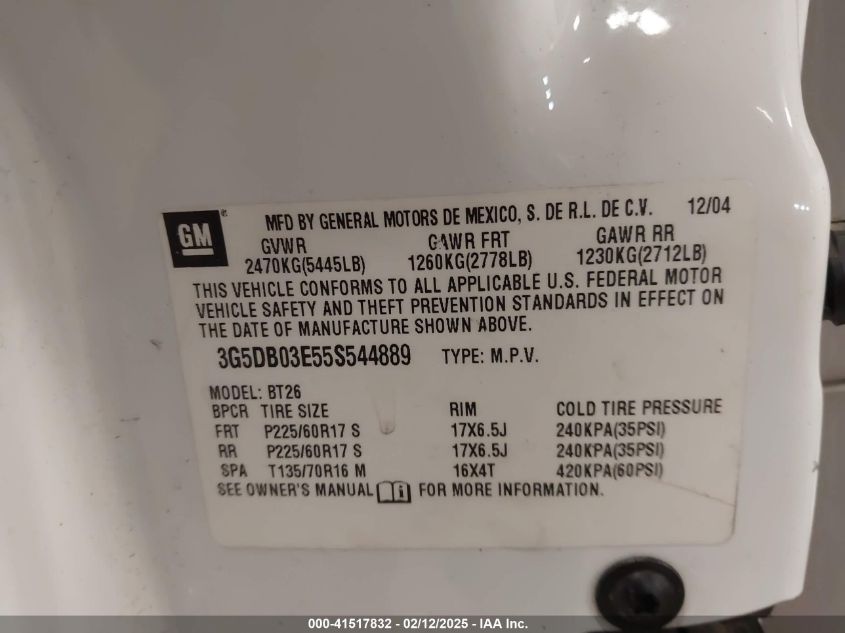 GM® MFD BY GENERAL MOTORS DE MEXICO, S. DE R.L. DE C.V. 12/04
GVWR GAWR FRT GAWR RR
2470KG(5445LB) 1260KG(2778LB) 1230KG(2712LB)
THIS VEHICLE CONFORMS TO ALL APPLICABLE U.S. FEDERAL MOTOR
VEHICLE SAFETY AND THEFT PREVENTION STANDARDS IN EFFECT ON
THE DATE OF MANUFACTURE SHOWN ABOVE.
3G5DB03E55S544889 TYPE: M.P.V.
MODEL: BT26
BPCR TIRE SIZE RIM COLD TIRE PRESSURE
FRT P225/60R17 S 17X6.5J 240KPA(35PSI)
RR P225/60R17 S 17X6.5J 240KPA(35PSI)
SPA T135/70R16 M 16X4T 420KPA(60PSI)
SEE OWNER'S MANUAL i FOR MORE INFORMATION.
000-41517832 - 02/12/2025 - IAA Inc.